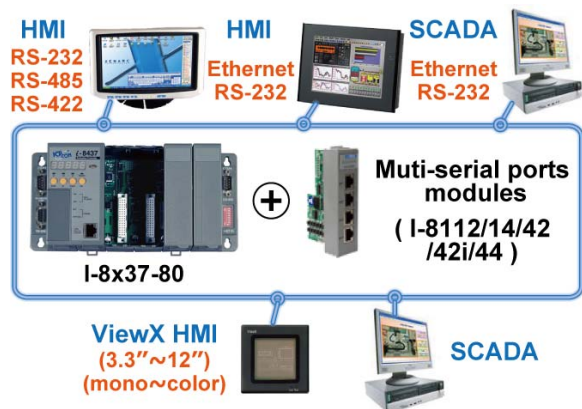 HMI
RS-232
RS-485
RS-422
HMI
Ethernet
RS-232
SCADA
Ethernet
RS-232
i-8437
I-8x37-80
+
Muti-serial ports
modules
( I-8112/14/42
/42i/44 )
ViewX HMI
(3.3″~12″)
(mono~color)
SCADA